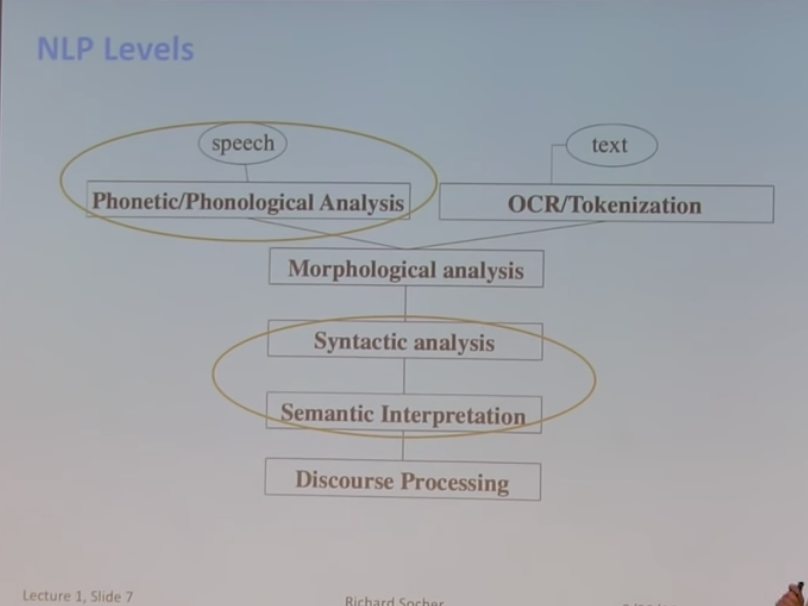 NLP Levels
speech
text
Phonetic/Phonological Analysis
OCR/Tokenization
Morphological analysis
Syntactic analysis
Semantic Interpretation
Discourse Processing
Lecture 1, Slide 7
Richard Socher